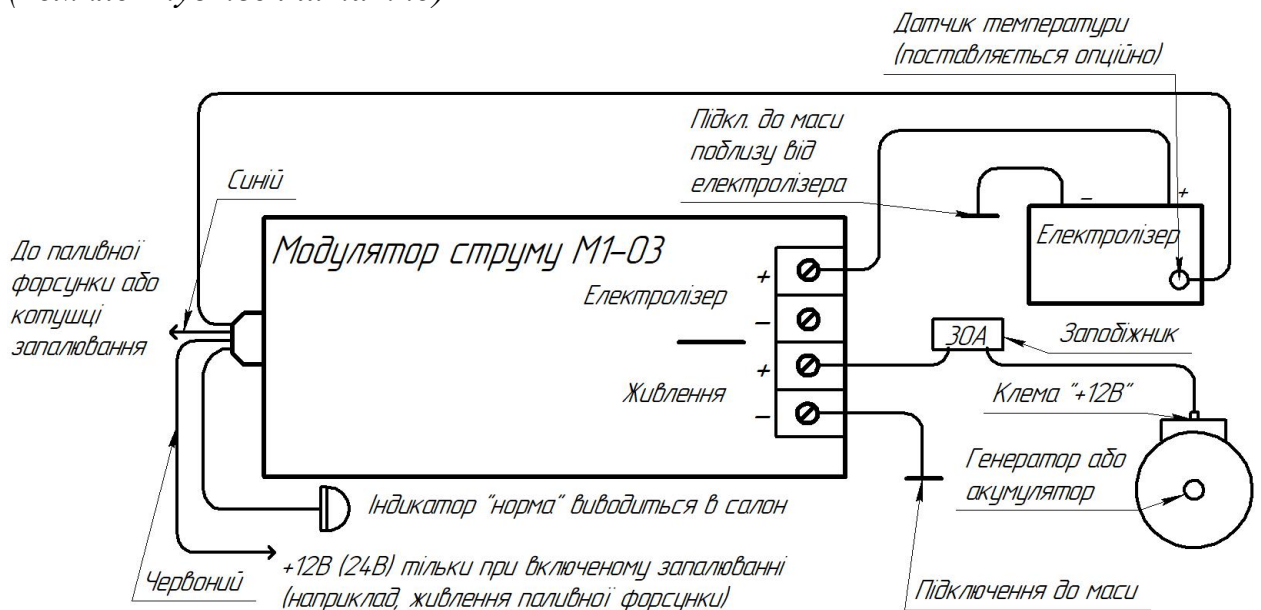 Датчик температури
(поставляється опційно)
Підкл. до маси
поблизу від
електролізера
Синій
До паливної
форсунки або
котушці
запалювання
Модулятор струму М1-03
Електролізер
Живлення
+
–
+
–
–
+
Електролізер
30А
Запобіжник
Клема "+12В"
Генератор або
акумулятор
Індикатор "норма" виводиться в салон
Червоний
+12В (24В) тільки при включеному запалюванні
(наприклад, живлення паливної форсунки)
Підключення до маси